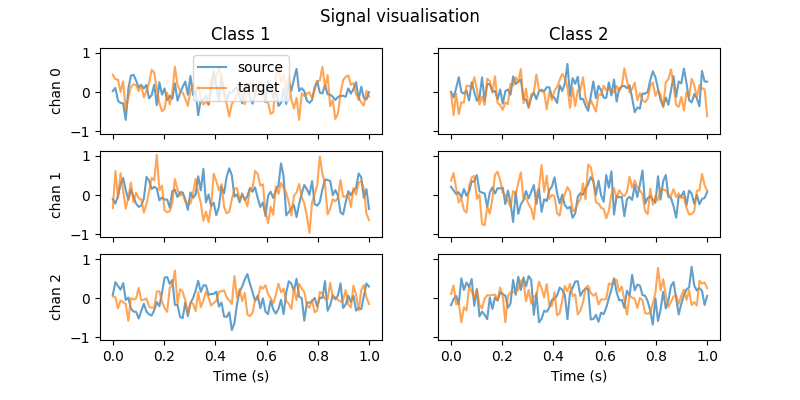 Signal visualisation
Class 1
Class 2
chan 0
1
0
−1
source
target
chan 1
1
0
−1
chan 2
1
0
−1
0.0 0.2 0.4 0.6 0.8 1.0
Time (s)
0.0 0.2 0.4 0.6 0.8 1.0
Time (s)